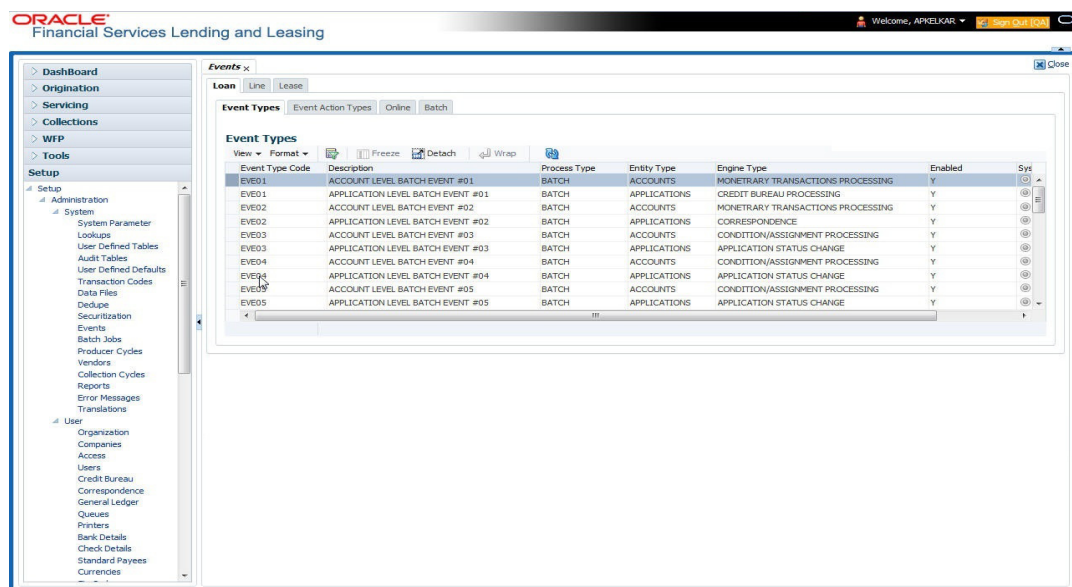 ORACLE
Financial Services Lending and Leasing
Welcome, APKELKAR
Sign Out [QA]
DashBoard
Origination
Servicing
Collections
WFP
Tools
Setup
Setup
Administration
System
System Parameter
Lookups
User Defined Tables
Audit Tables
User Defined Defaults
Transaction Codes
Data Files
Dedupe
Securitization
Events
Batch Jobs
Producer Cycles
Vendors
Collection Cycles
Reports
Error Messages
Translations
User
Organization
Companies
Access
Users
Credit Bureau
Correspondence
General Ledger
Queues
Printers
Bank Details
Check Details
Standard Payees
Currencies
Events x
Close
Loan Line Lease
Event Types Event Action Types Online Batch
Event Types
View Format Freeze Detach Wrap
Event Type Code Description Process Type Entity Type Engine Type Enabled Sys
EVE01 ACCOUNT LEVEL BATCH EVENT #01 BATCH ACCOUNTS MONETRARY TRANSACTIONS PROCESSING Y
EVE01 APPLICATION LEVEL BATCH EVENT #01 BATCH APPLICATIONS CREDIT BUREAU PROCESSING Y
EVE02 ACCOUNT LEVEL BATCH EVENT #02 BATCH ACCOUNTS MONETRARY TRANSACTIONS PROCESSING Y
EVE02 APPLICATION LEVEL BATCH EVENT #02 BATCH APPLICATIONS CORRESPONDENCE Y
EVE03 ACCOUNT LEVEL BATCH EVENT #03 BATCH ACCOUNTS CONDITION/ASSIGNMENT PROCESSING Y
EVE03 APPLICATION LEVEL BATCH EVENT #03 BATCH APPLICATIONS APPLICATION STATUS CHANGE Y
EVE04 ACCOUNT LEVEL BATCH EVENT #04 BATCH ACCOUNTS CONDITION/ASSIGNMENT PROCESSING Y
EVE04 APPLICATION LEVEL BATCH EVENT #04 BATCH APPLICATIONS APPLICATION STATUS CHANGE Y
EVE05 ACCOUNT LEVEL BATCH EVENT #05 BATCH ACCOUNTS CONDITION/ASSIGNMENT PROCESSING Y
EVE05 APPLICATION LEVEL BATCH EVENT #05 BATCH APPLICATIONS APPLICATION STATUS CHANGE Y